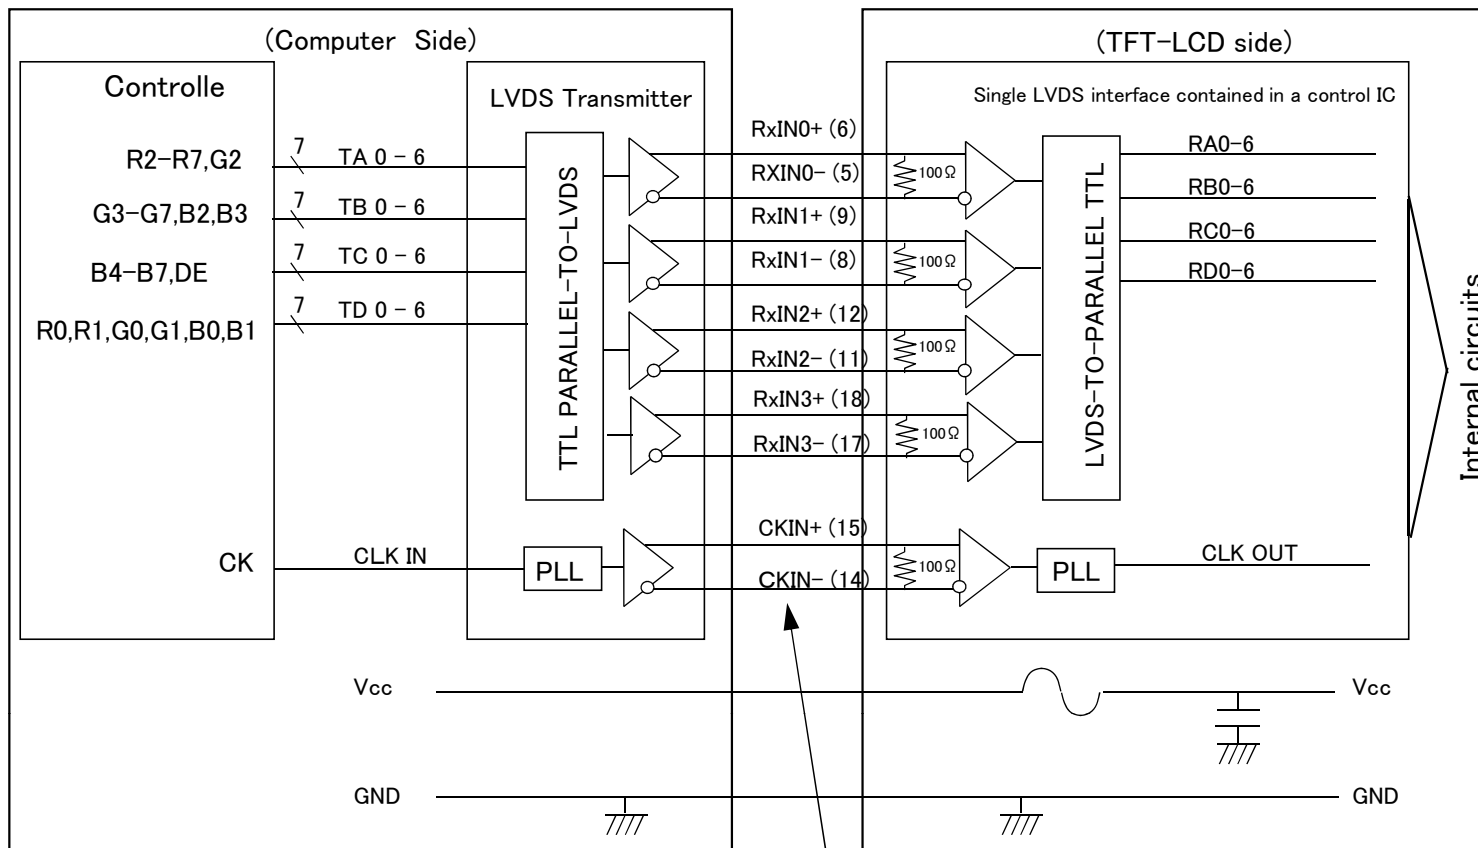 (Computer Side)
(TFT-LCD side)
Controlle
LVDS Transmitter
Single LVDS interface contained in a control IC
R2-R7,G2
7
TA 0-6
G3-G7,B2,B3
7
TB 0-6
B4-B7,DE
7
TC 0-6
R0,R1,G0,G1,B0,B1
7
TD 0-6
TTL PARALLEL-TO-LVDS
RxIN0+ (6)
RXIN0- (5)
RxIN1+ (9)
RxIN1- (8)
RxIN2+ (12)
RxIN2- (11)
RxIN3+ (18)
RxIN3- (17)
100Ω
100Ω
100Ω
100Ω
LVDS-TO-PARALLEL TTL
RA0-6
RB0-6
RC0-6
RD0-6
Internal circuits
CK
CLK IN
PLL
CKIN+ (15)
CKIN- (14)
100Ω
PLL
CLK OUT
Vcc
Vcc
GND
GND